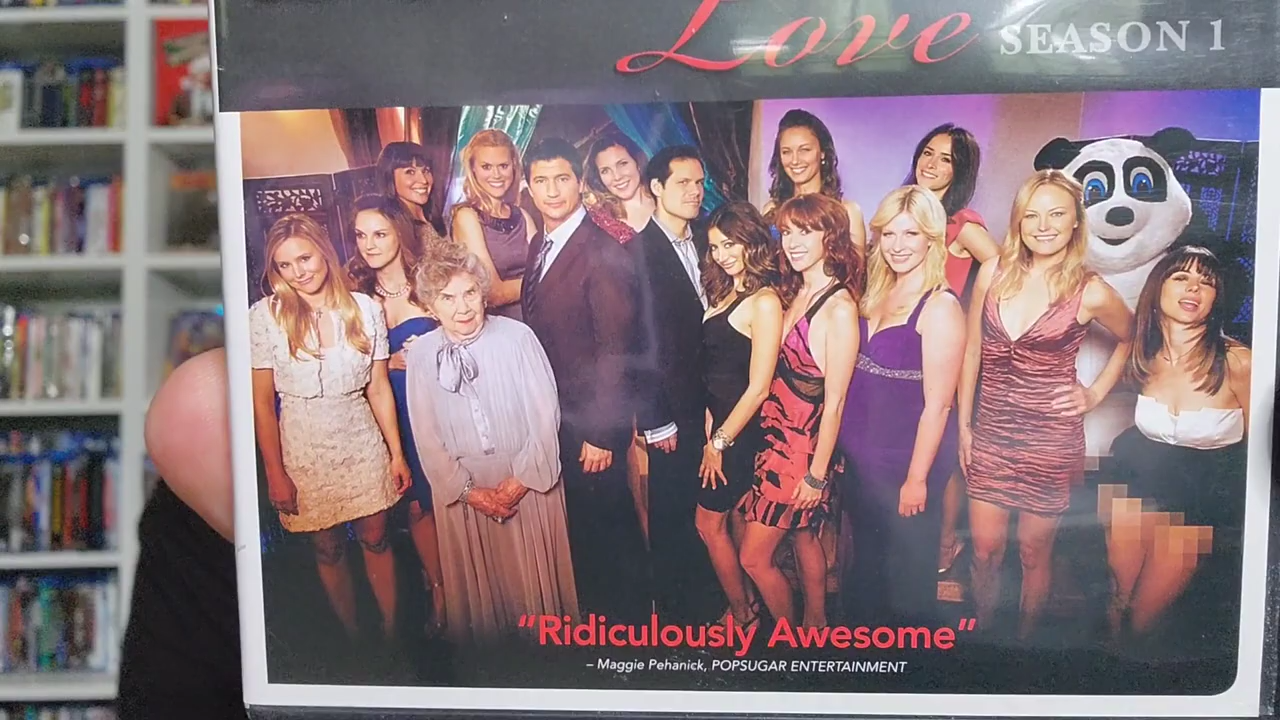 Love SEASON 1
“Ridiculously Awesome”
– Maggie Pehanick, POPSUGAR ENTERTAINMENT